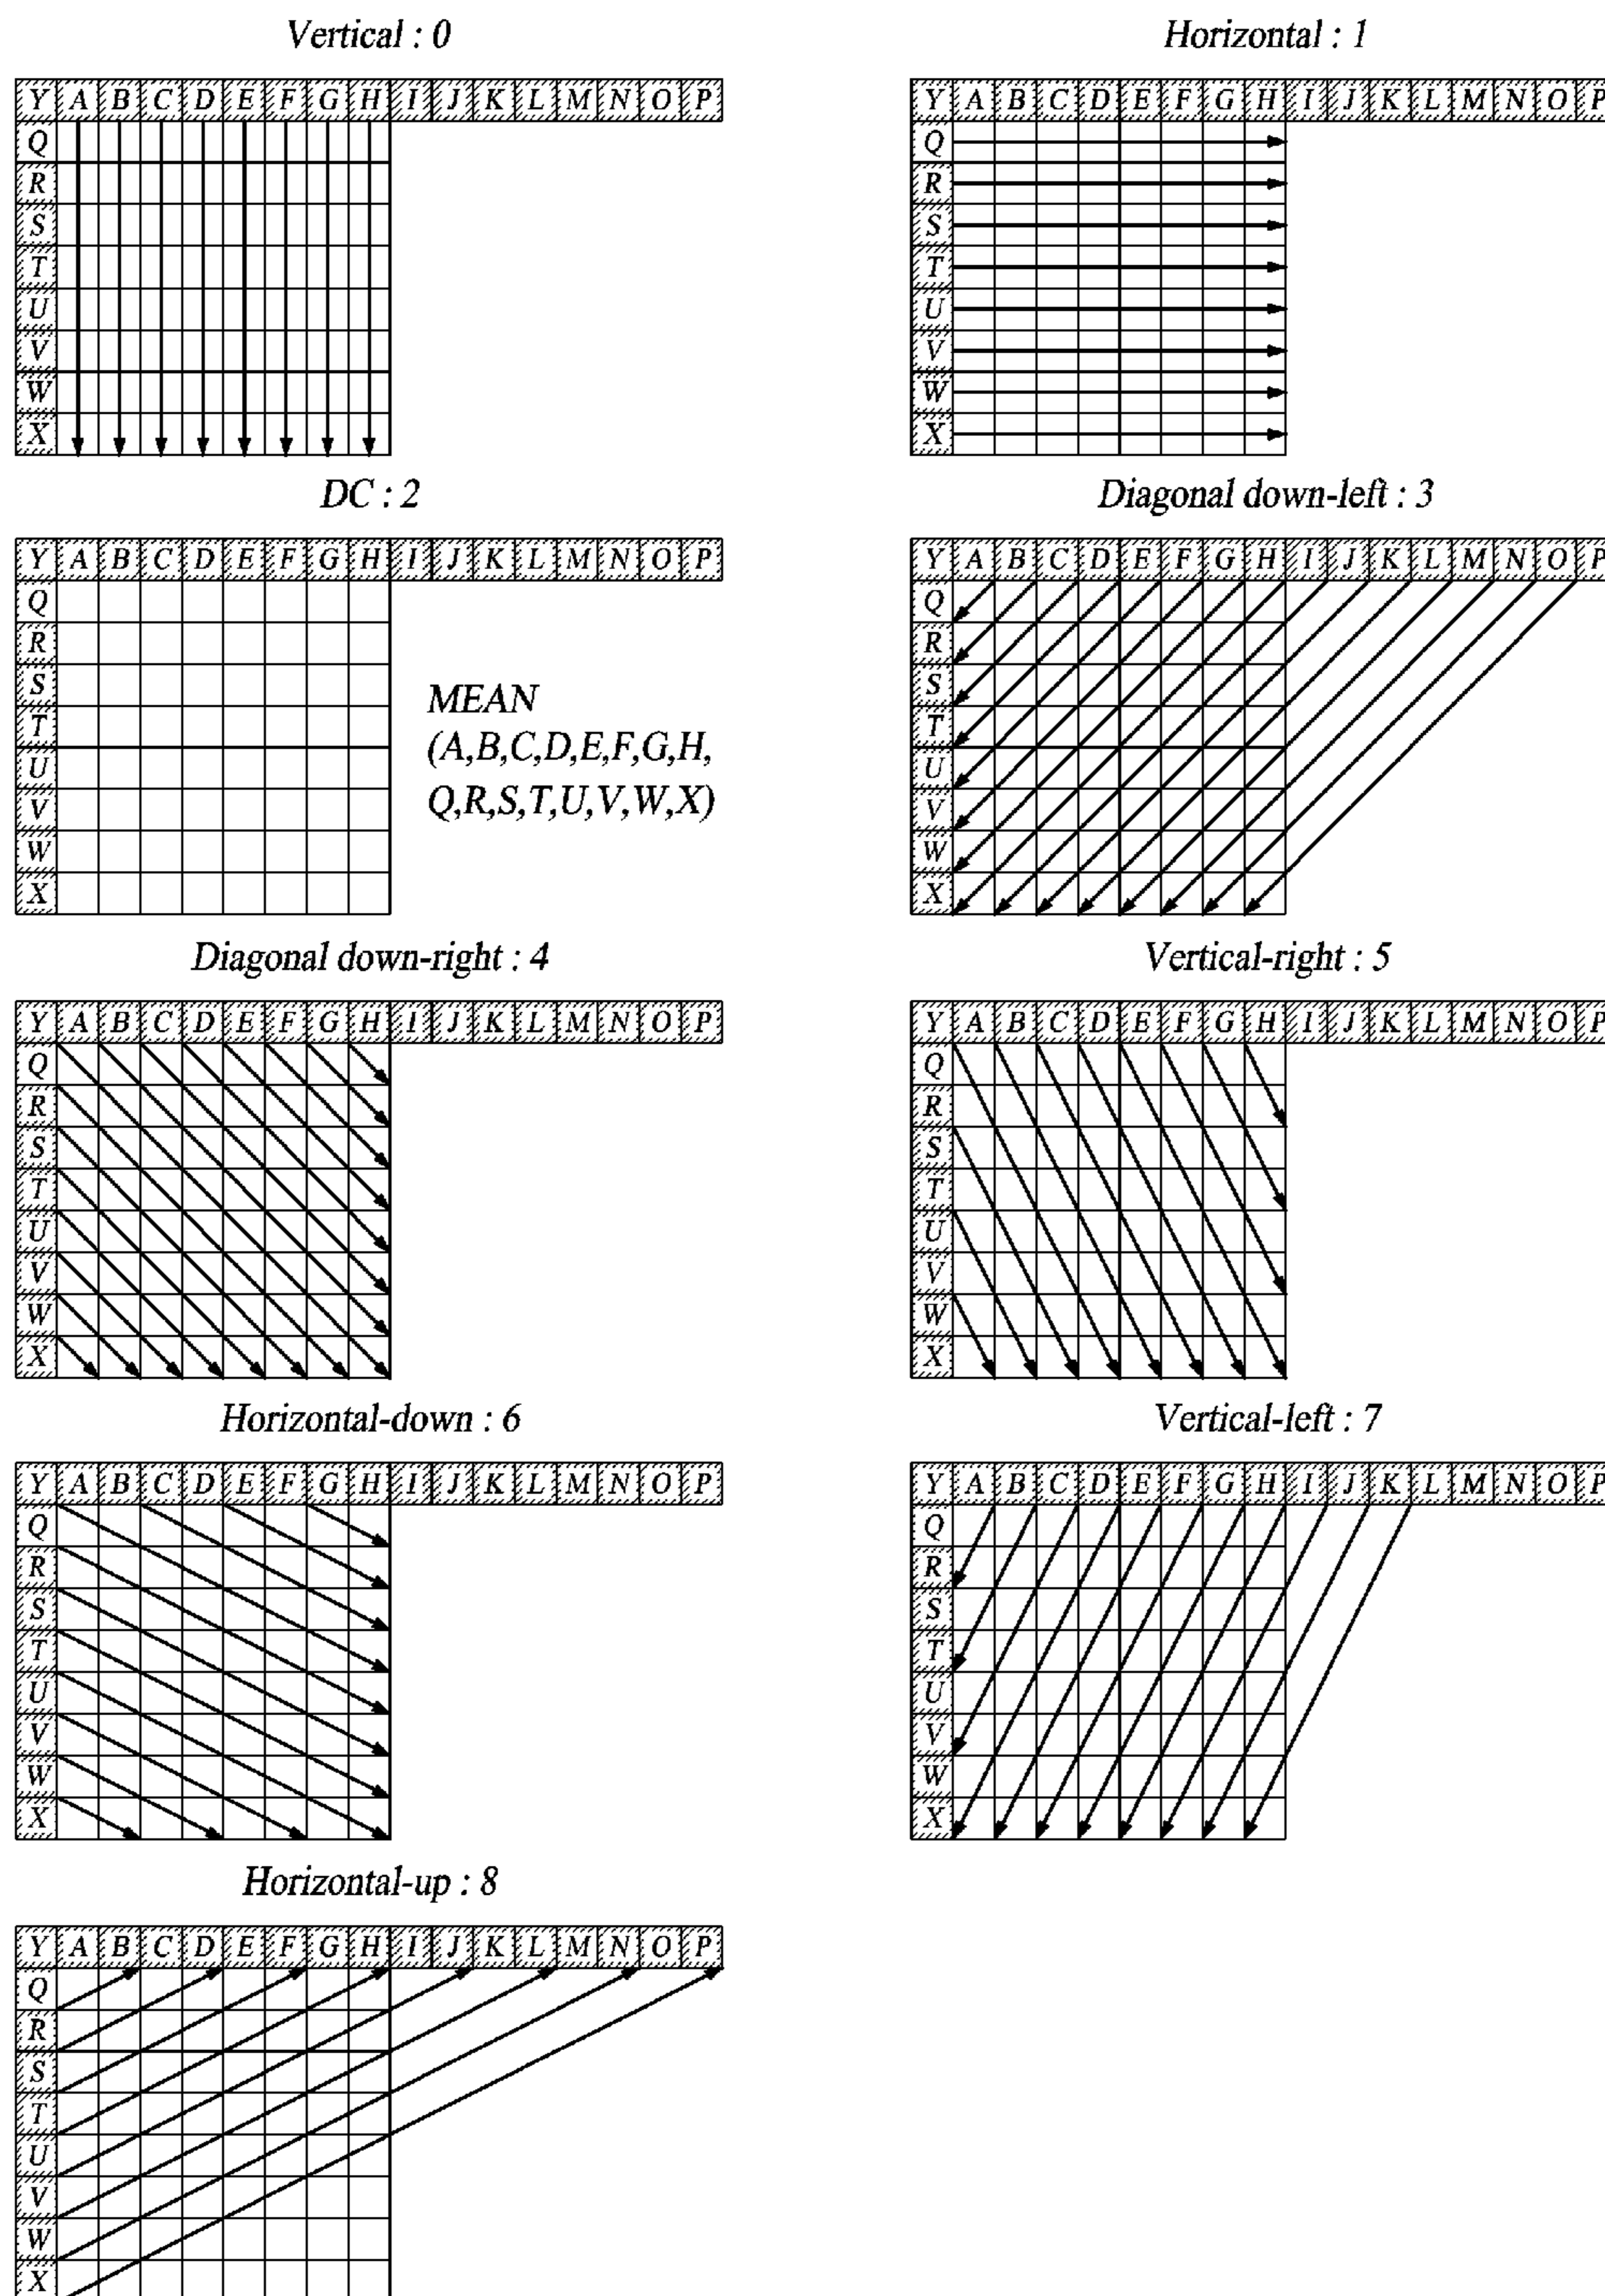 Vertical : 0
Y A B C D E F G H I J K L M N O P
Q
R
S
T
U
V
W
X
Horizontal : 1
Y A B C D E F G H I J K L M N O P
Q
R
S
T
U
V
W
X
DC : 2
Y A B C D E F G H I J K L M N O P
Q
R
S
T
U
V
W
X
MEAN
(A,B,C,D,E,F,G,H,
Q,R,S,T,U,V,W,X)
Diagonal down-left : 3
Y A B C D E F G H I J K L M N O P
Q
R
S
T
U
V
W
X
Diagonal down-right : 4
Y A B C D E F G H I J K L M N O P
Q
R
S
T
U
V
W
X
Vertical-right : 5
Y A B C D E F G H I J K L M N O P
Q
R
S
T
U
V
W
X
Horizontal-down : 6
Y A B C D E F G H I J K L M N O P
Q
R
S
T
U
V
W
X
Vertical-left : 7
Y A B C D E F G H I J K L M N O P
Q
R
S
T
U
V
W
X
Horizontal-up : 8
Y A B C D E F G H I J K L M N O P
Q
R
S
T
U
V
W
X